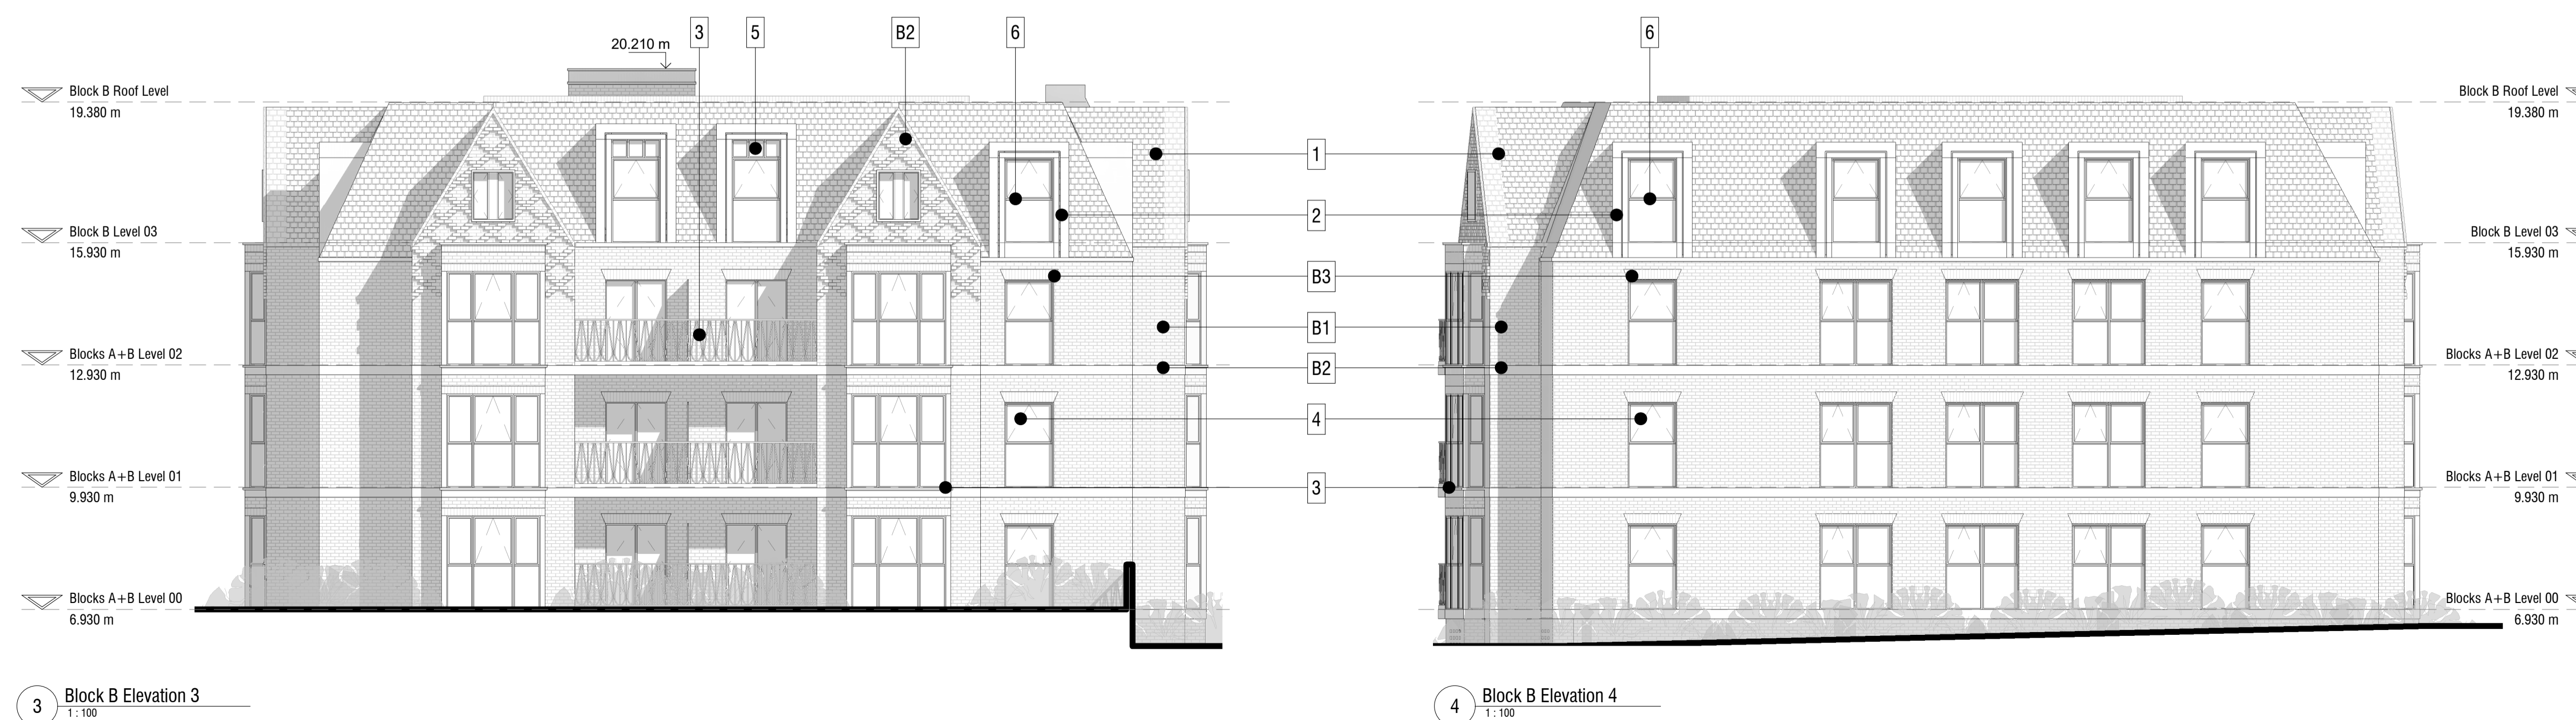 3
5
B2
6
6
20.210 m
Block B Roof Level
19.380 m
Block B Level 03
15.930 m
Blocks A+B Level 02
12.930 m
Blocks A+B Level 01
9.930 m
Blocks A+B Level 00
6.930 m
1
2
B3
B1
B2
4
3
Block B Roof Level
19.380 m
Block B Level 03
15.930 m
Blocks A+B Level 02
12.930 m
Blocks A+B Level 01
9.930 m
Blocks A+B Level 00
6.930 m
3 Block B Elevation 3
1 : 100
4 Block B Elevation 4
1 : 100